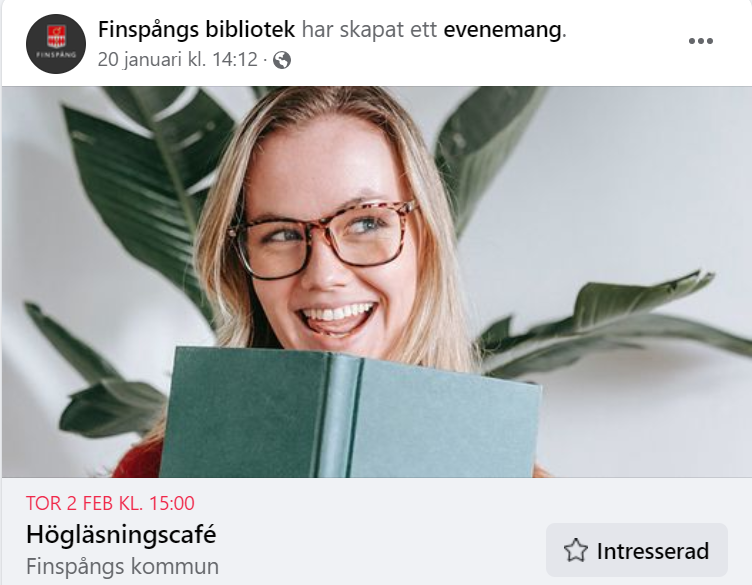 Finspångs bibliotek har skapat ett evenemang.
20 januari kl. 14:12 ·
FINSPÅNG
TOR 2 FEB KL. 15:00
Högläsningscafé
Finspångs kommun
Intresserad